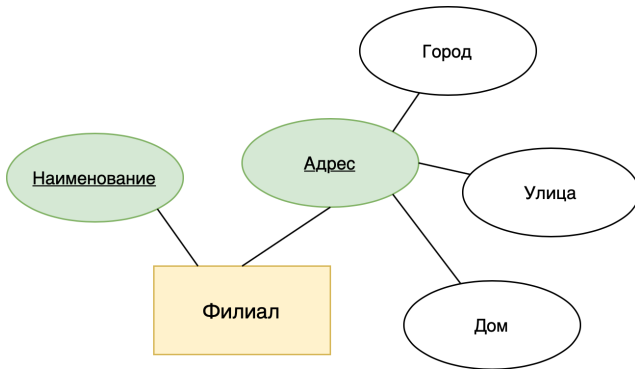 Город
Наименование
Адрес
Улица
Филиал
Дом